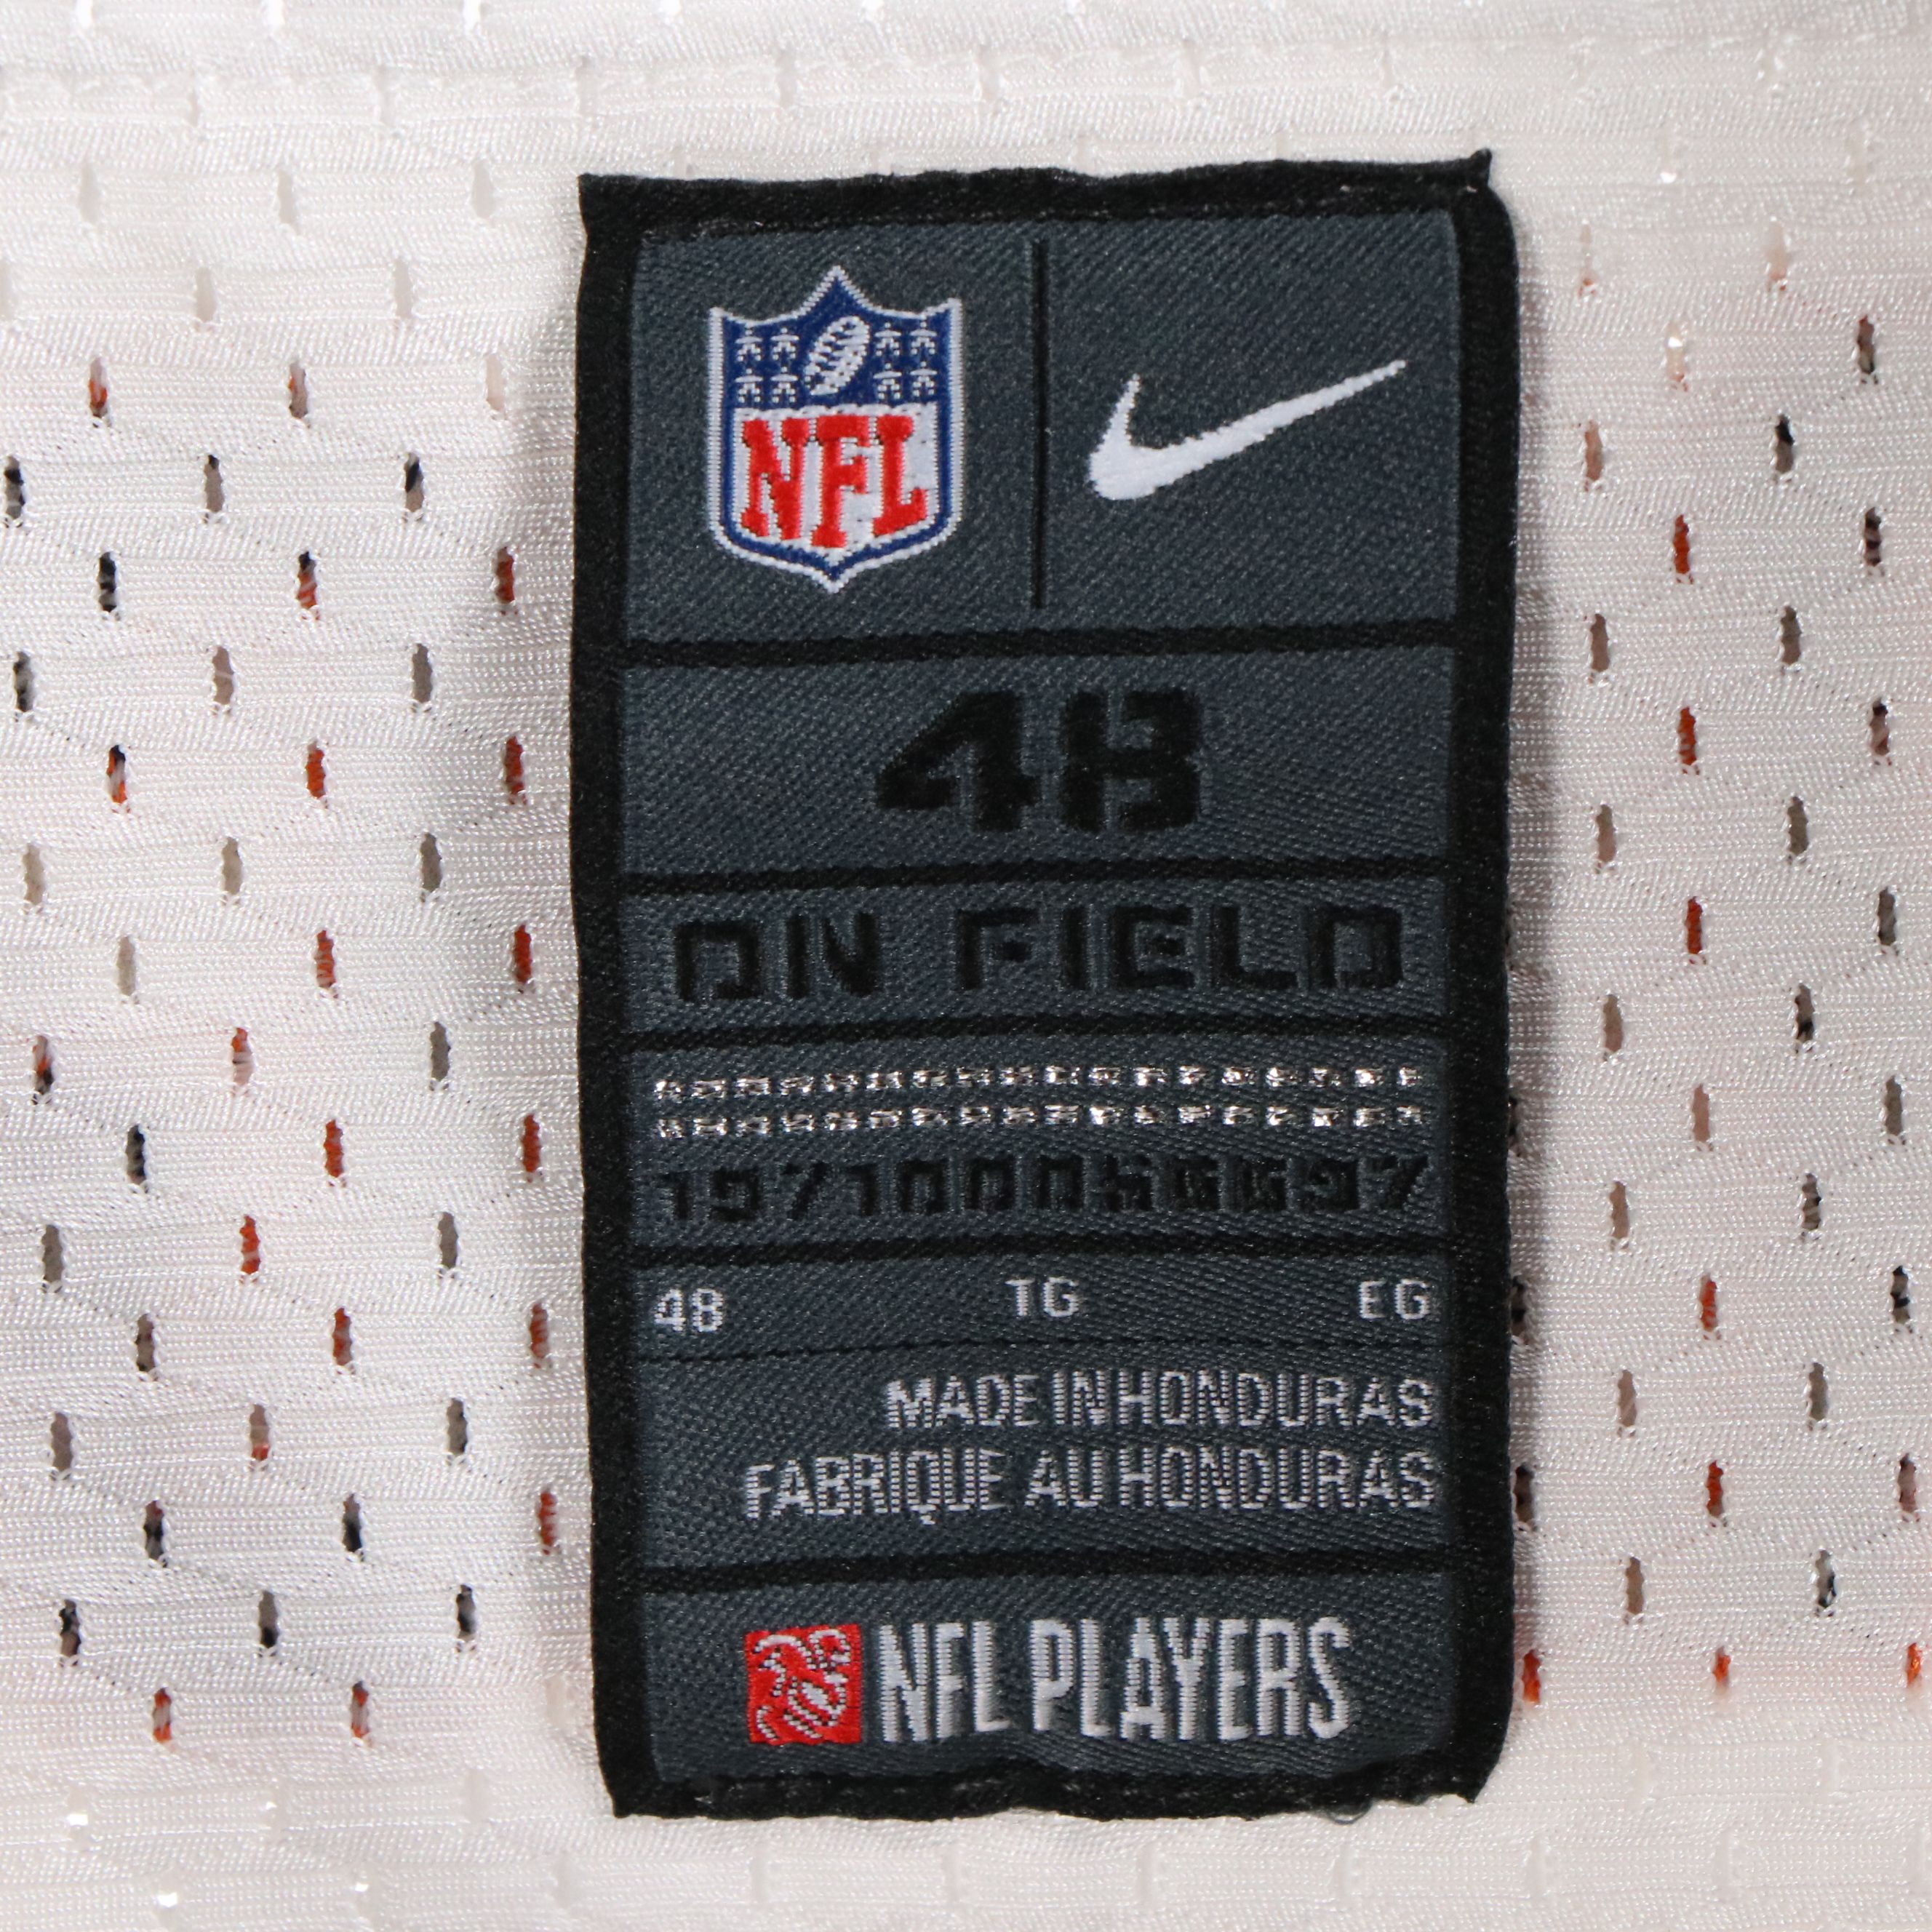 NFL
48
ON FIELD
48 TG EG
MADE IN HONDURAS
FABRIQUE AU HONDURAS
NFL PLAYERS